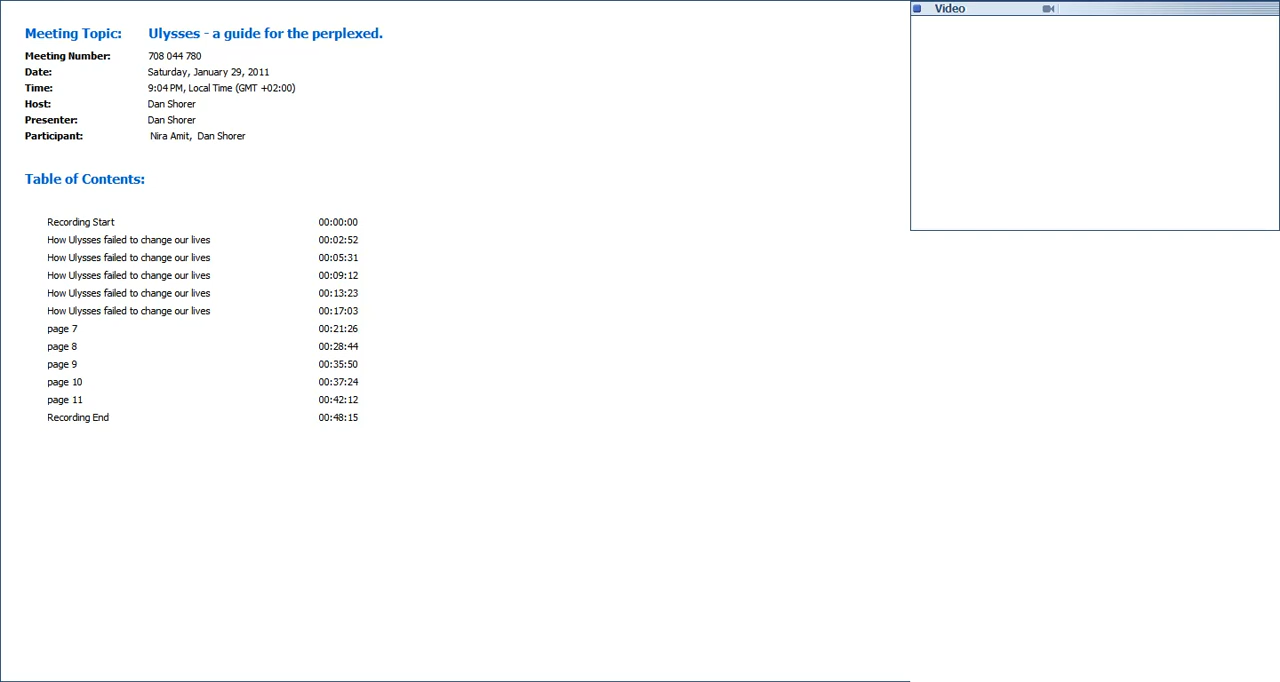 Meeting Topic: Ulysses - a guide for the perplexed.
Meeting Number: 708 044 780
Date: Saturday, January 29, 2011
Time: 9:04 PM, Local Time (GMT +02:00)
Host: Dan Shorer
Presenter: Dan Shorer
Participant: Nira Amit, Dan Shorer
Table of Contents:
Recording Start 00:00:00
How Ulysses failed to change our lives 00:02:52
How Ulysses failed to change our lives 00:05:31
How Ulysses failed to change our lives 00:09:12
How Ulysses failed to change our lives 00:13:23
How Ulysses failed to change our lives 00:17:03
page 7 00:21:26
page 8 00:28:44
page 9 00:35:50
page 10 00:37:24
page 11 00:42:12
Recording End 00:48:15
Video